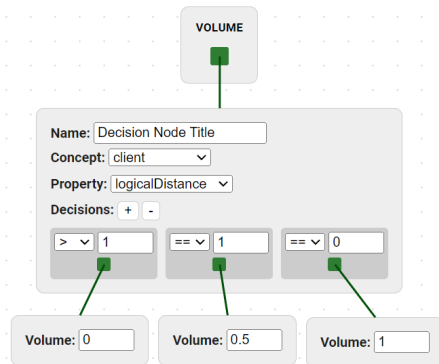 VOLUME
Name: Decision Node Title
Concept: client
Property: logicalDistance
Decisions: + -
> 1 == 1 == 0
Volume: 0 Volume: 0.5 Volume: 1